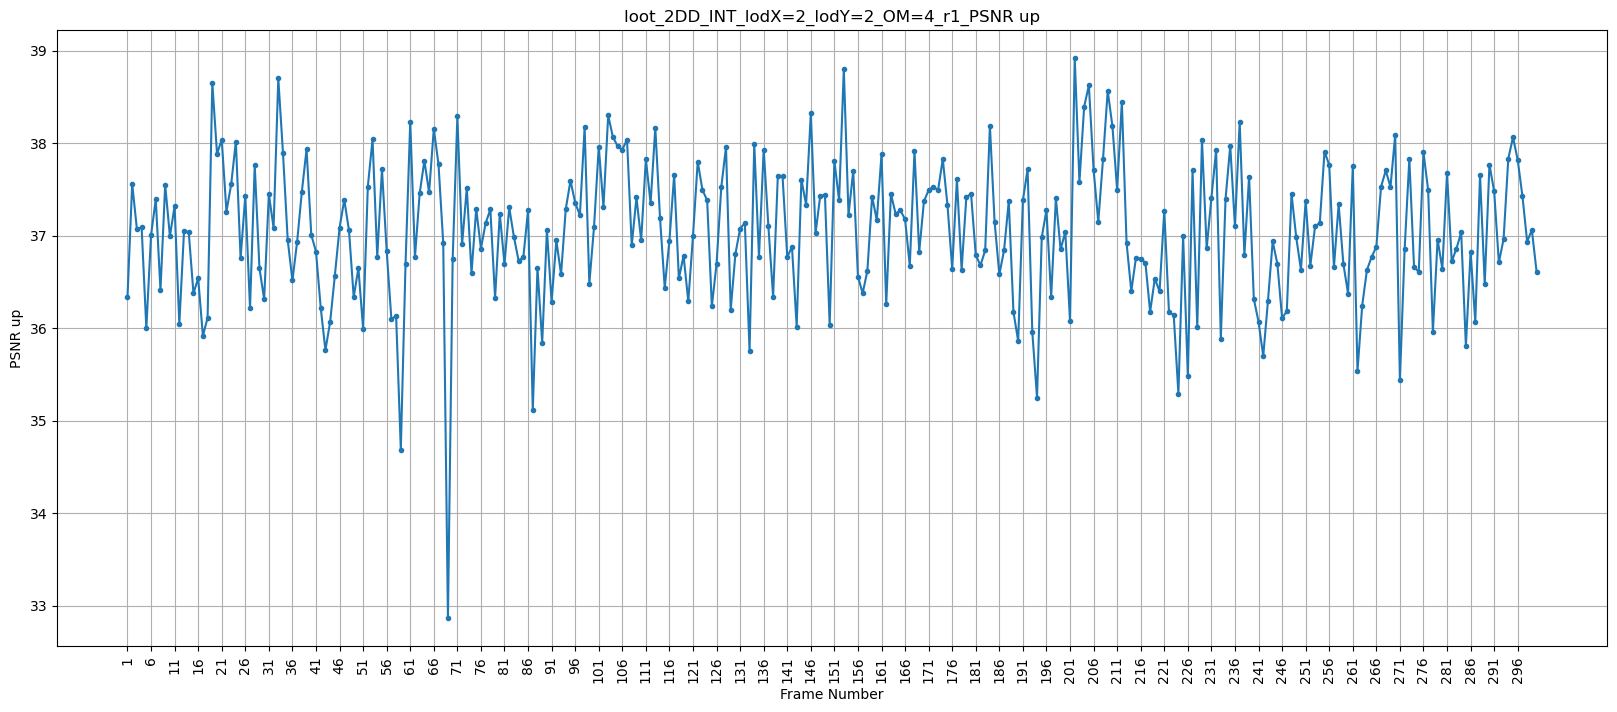 loot_2DD_INT_lodX=2_lodY=2_OM=4_r1_PSNR up
39
38
37
36
35
34
33
PSNR up
1 6 11 16 21 26 31 36 41 46 51 56 61 66 71 76 81 86 91 96 101 106 111 116 121 126 131 136 141 146 151 156 161 166 171 176 181 186 191 196 201 206 211 216 221 226 231 236 241 246 251 256 261 266 271 276 281 286 291 296
Frame Number